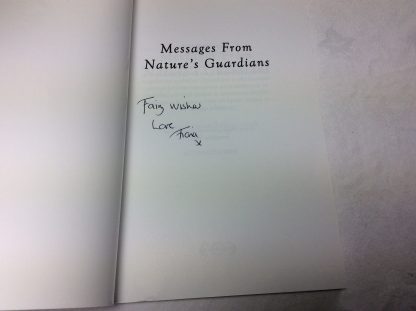 Messages From
Nature's Guardians
Fairy wishes
Love
Fiona
x